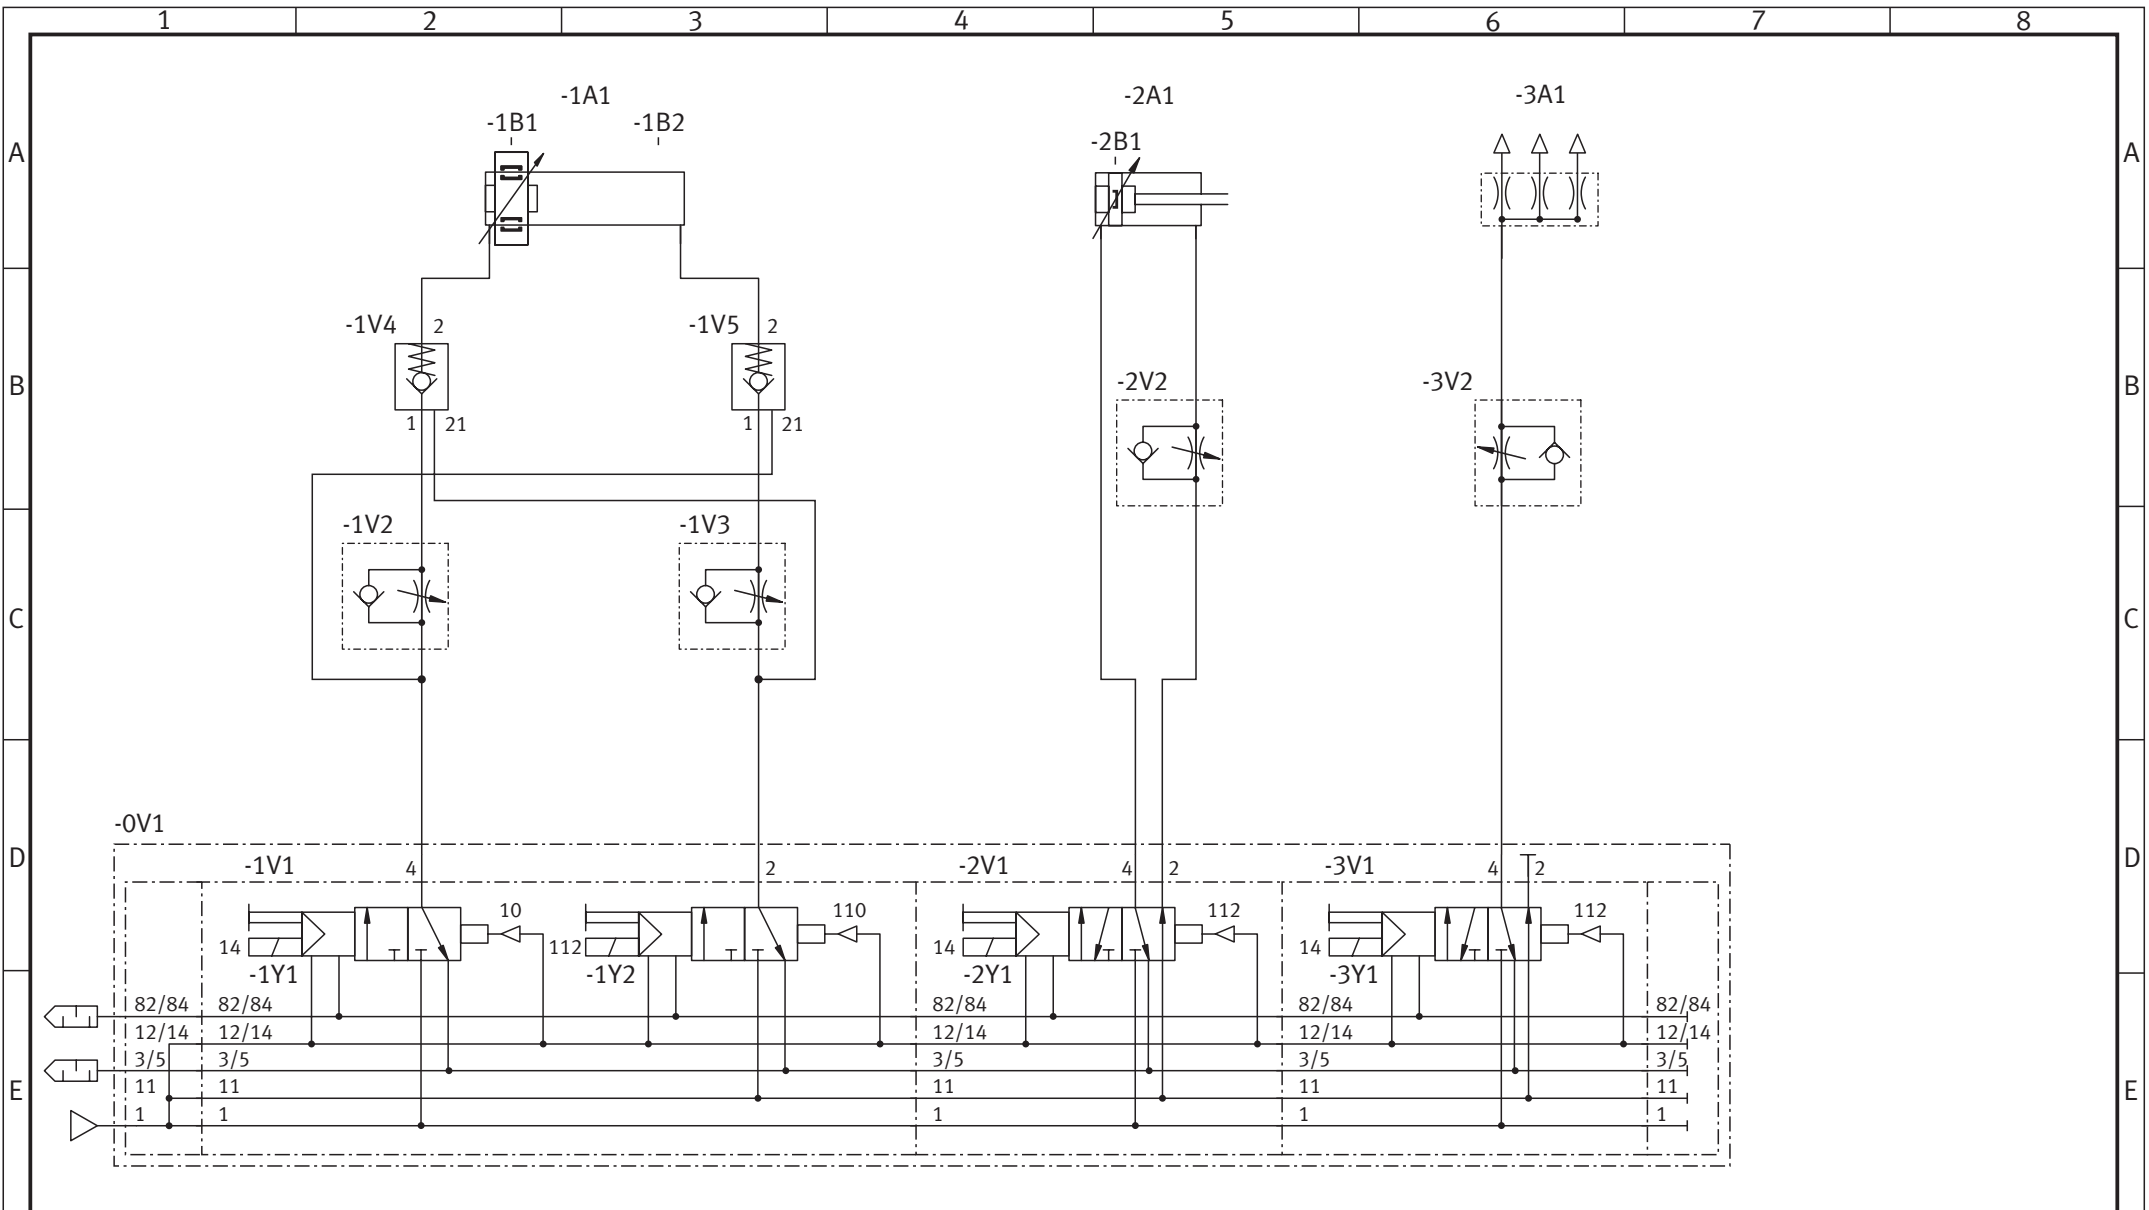 1 2 3 4 5 6 7 8
-1A1 -2A1 -3A1
-1B1 -1B2
-2B1
A A
-1V4 2 -1V5 2
-2V2 -3V2
B B
1 21 1 21
-1V2 -1V3
C C
-0V1
D D
-1V1 4 2 -2V1 4 2 -3V1 4 2
10 110 112 112
14 112 14 14
-1Y1 -1Y2 -2Y1 -3Y1
82/84 82/84 82/84 82/84 82/84
12/14 12/14 12/14 12/14 12/14
3/5 3/5 3/5 3/5 3/5
E 11 11 11 11 11 E
1 1 1 1 1